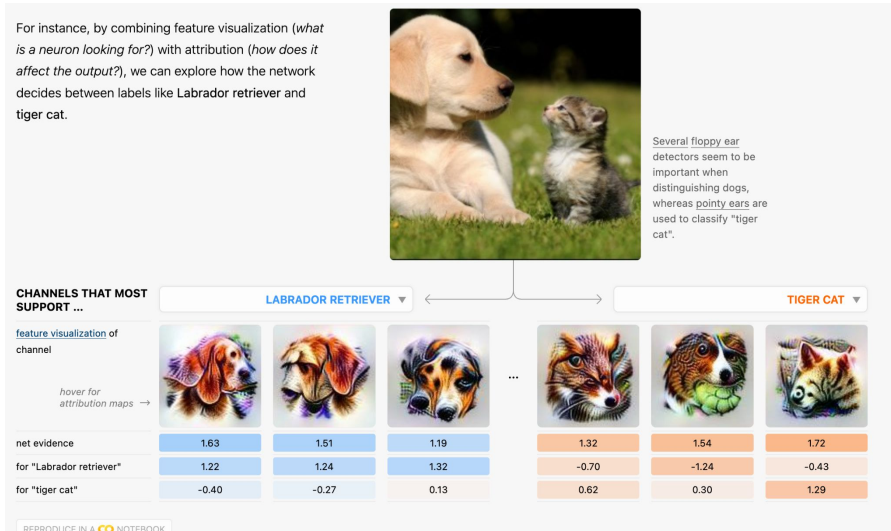 For instance, by combining feature visualization (what
is a neuron looking for?) with attribution (how does it
affect the output?), we can explore how the network
decides between labels like Labrador retriever and
tiger cat.
Several floppy ear
detectors seem to be
important when
distinguishing dogs,
whereas pointy ears are
used to classify "tiger
cat".
CHANNELS THAT MOST
SUPPORT ...
LABRADOR RETRIEVER
TIGER CAT
feature visualization of
channel
hover for
attribution maps →
...
net evidence 1.63 1.51 1.19 1.32 1.54 1.72
for "Labrador retriever" 1.22 1.24 1.32 -0.70 -1.24 -0.43
for "tiger cat" -0.40 -0.27 0.13 0.62 0.30 1.29
REPRODUCE IN A CO NOTEBOOK